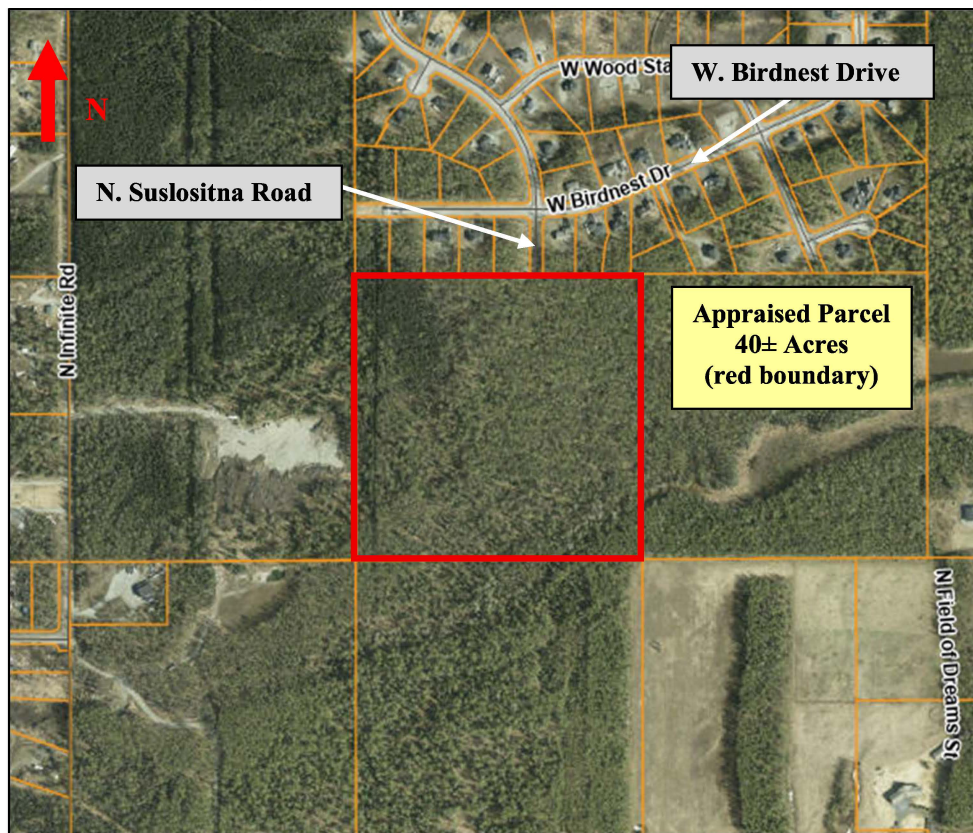 W Wood Sta
W. Birdnest Drive
N
N. Suslositna Road
W Birdnest Dr
N Infinite Rd
Appraised Parcel
40± Acres
(red boundary)
N Field of Dreams St